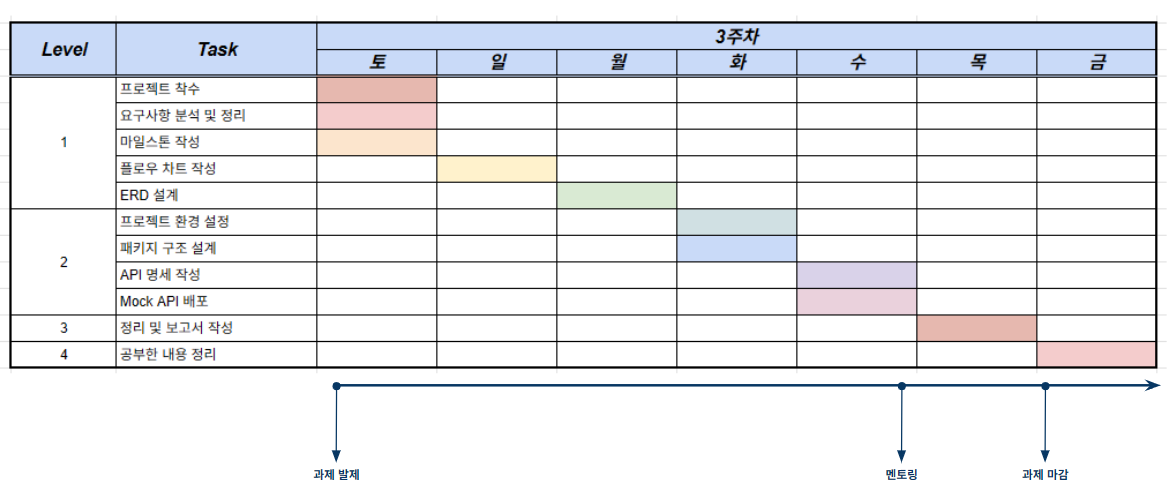 Level Task 3주차
토 일 월 화 수 목 금
1
프로젝트 착수
요구사항 분석 및 정리
마일스톤 작성
플로우 차트 작성
ERD 설계
2
프로젝트 환경 설정
패키지 구조 설계
API 명세 작성
Mock API 배포
3 정리 및 보고서 작성
4 공부한 내용 정리
과제 발제 멘토링 과제 마감